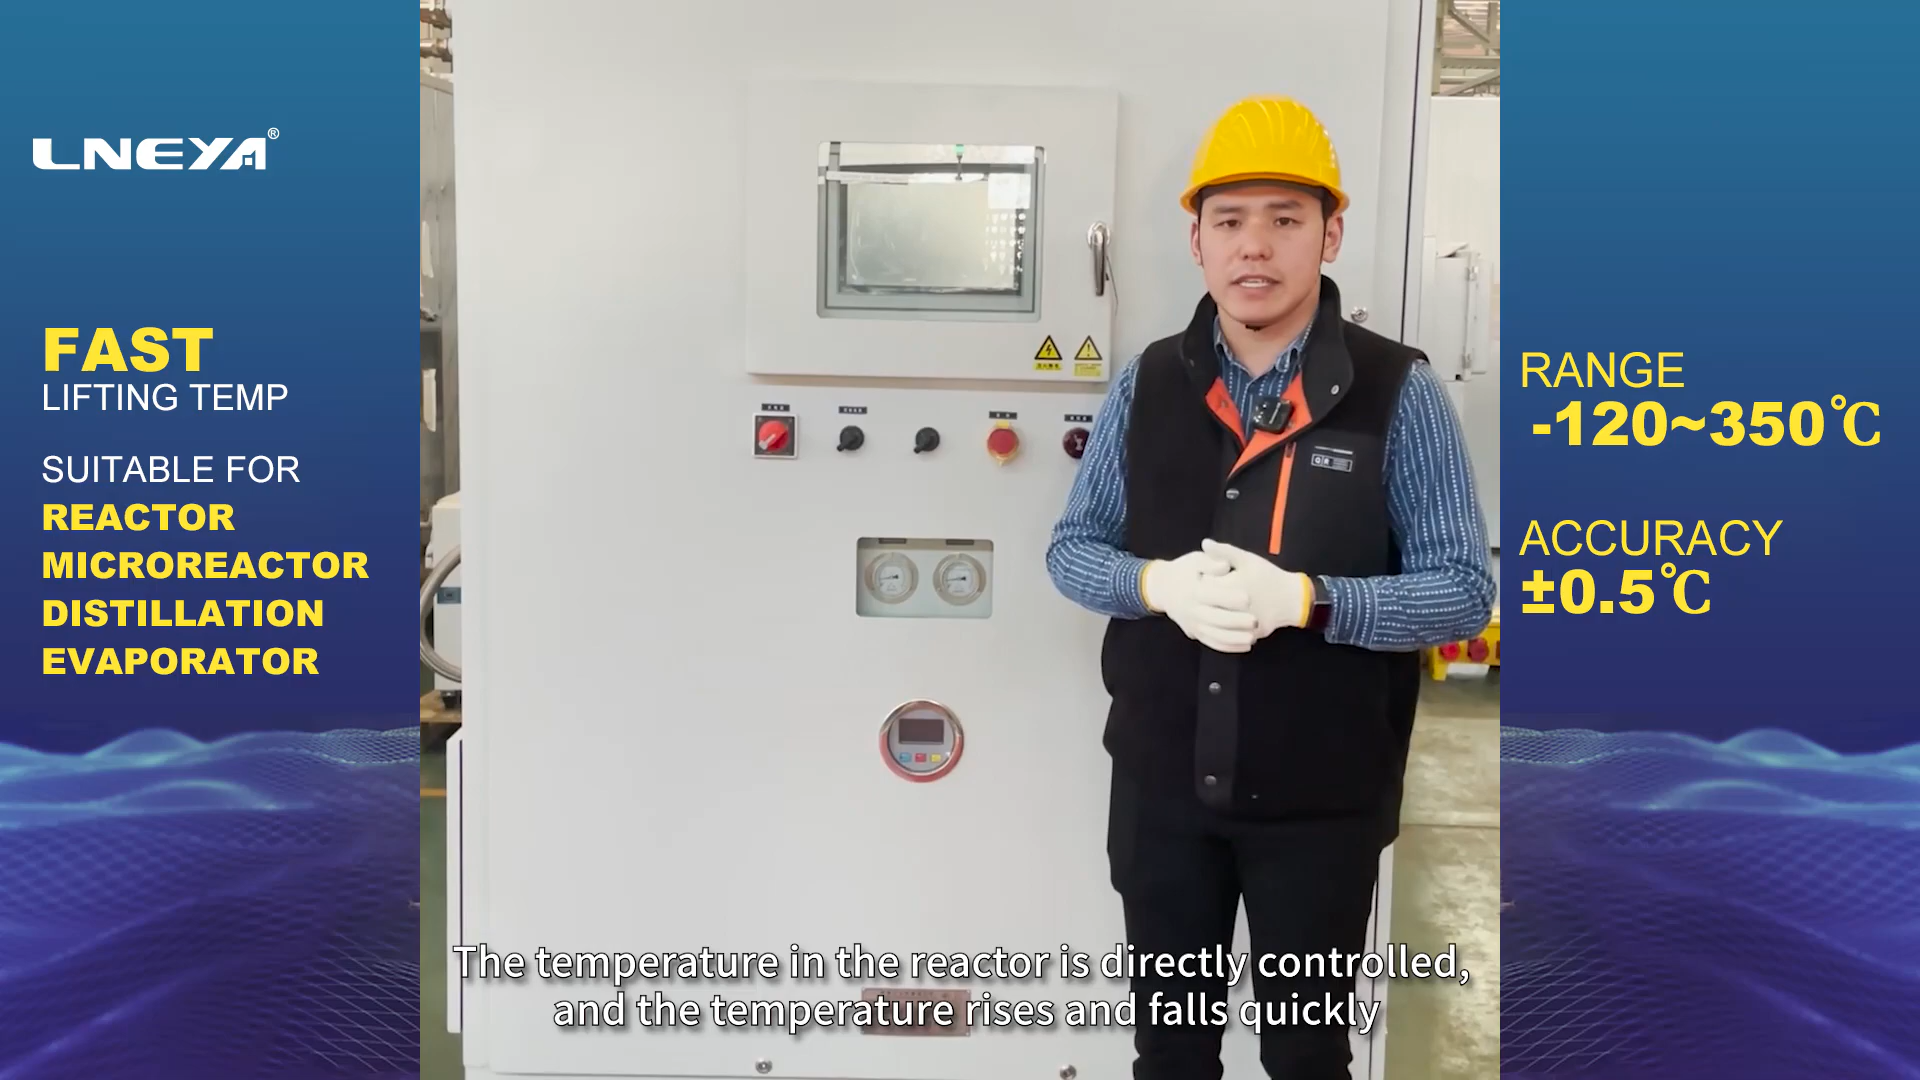 LNEYA®
FAST
LIFTING TEMP
SUITABLE FOR
REACTOR
MICROREACTOR
DISTILLATION
EVAPORATOR
RANGE
-120~350℃
ACCURACY
±0.5℃
The temperature in the reactor is directly controlled,
and the temperature rises and falls quickly